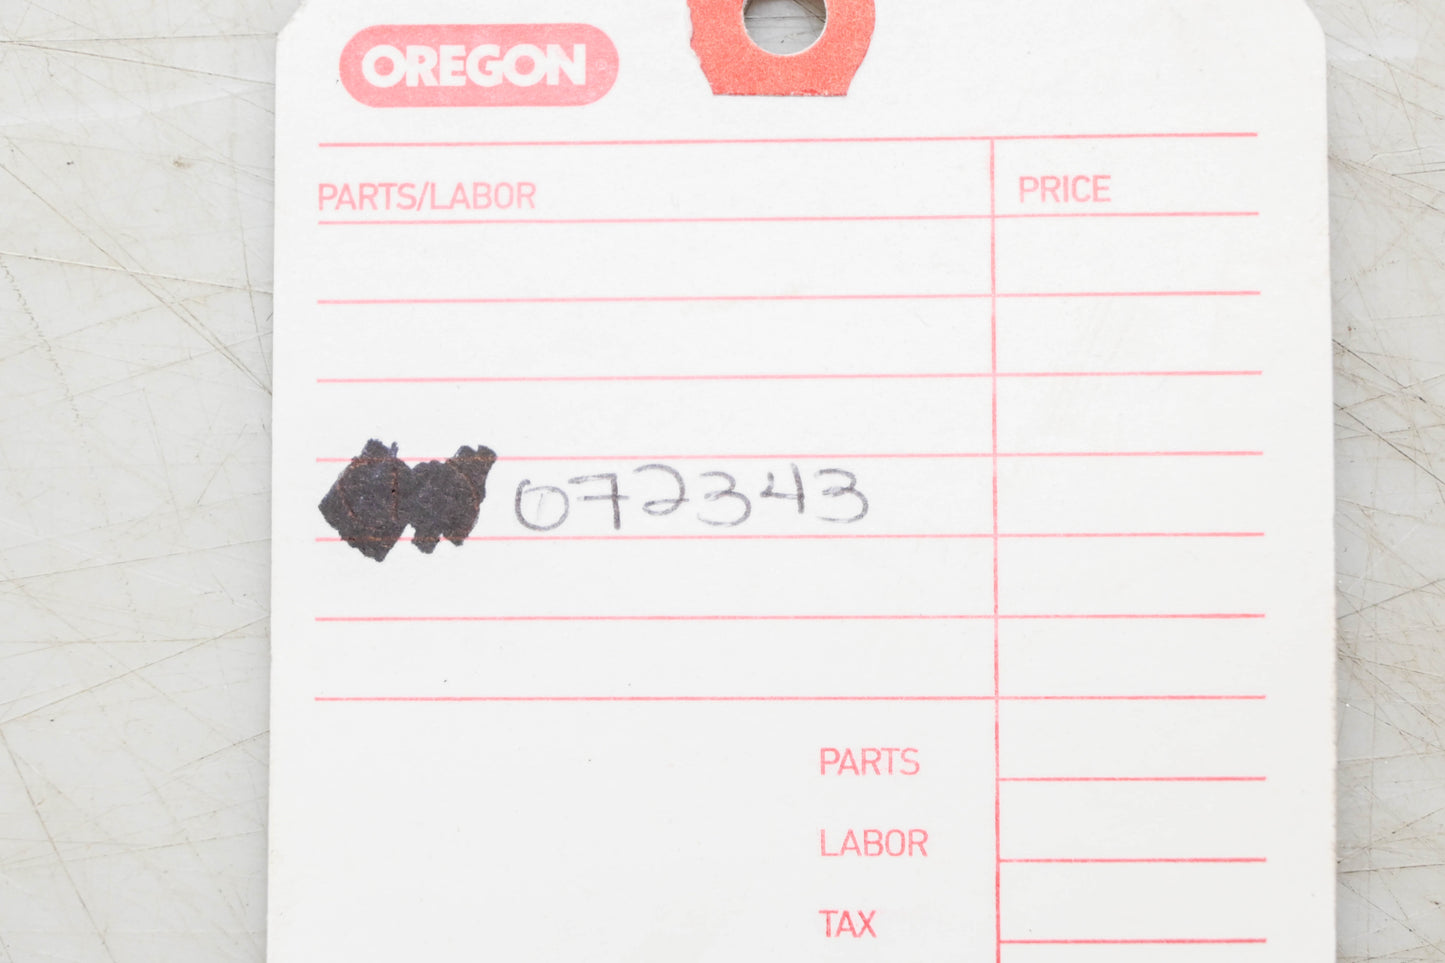 OREGON®
PARTS/LABOR PRICE
072343
PARTS
LABOR
TAX